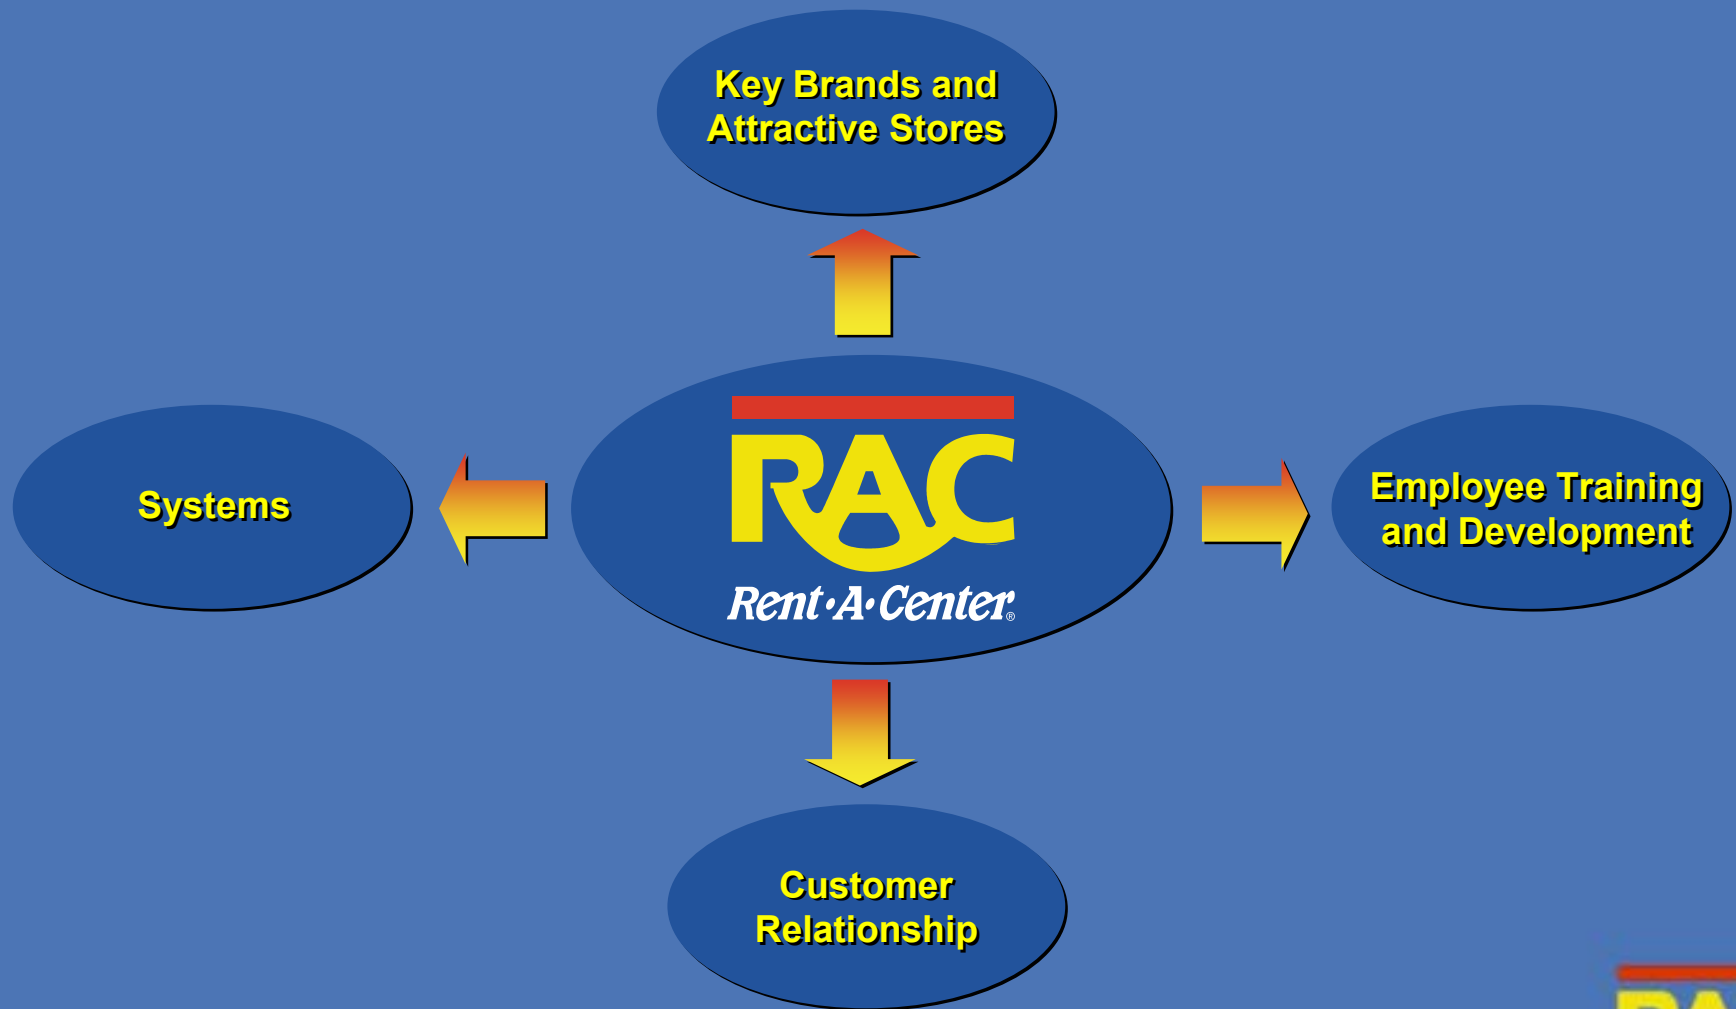 Key Brands and
Attractive Stores
RAC
Rent·A·Center®
Systems
Employee Training
and Development
Customer
Relationship